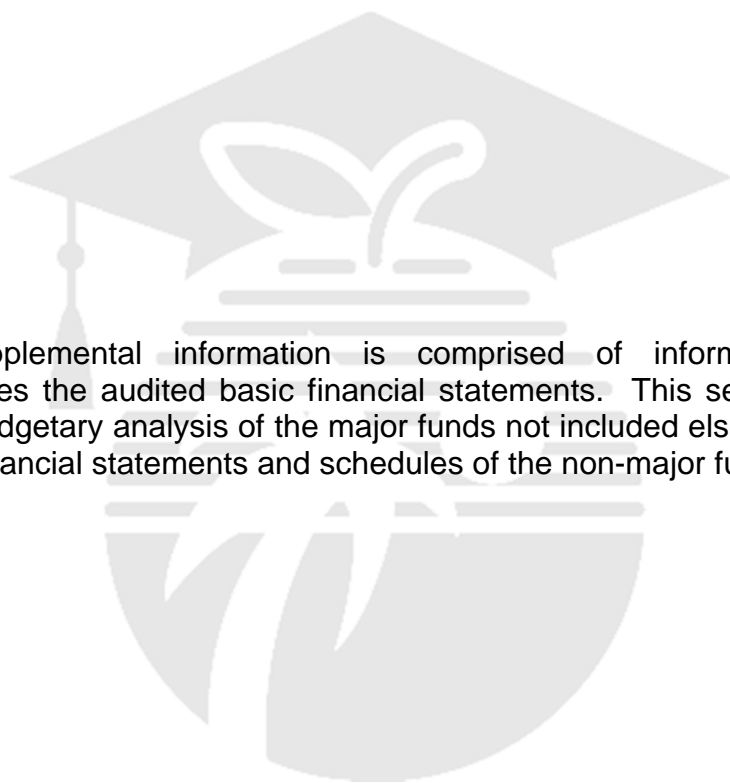 plemental information is comprised of inform
es the audited basic financial statements. This se
dgetary analysis of the major funds not included els
ancial statements and schedules of the non-major fu